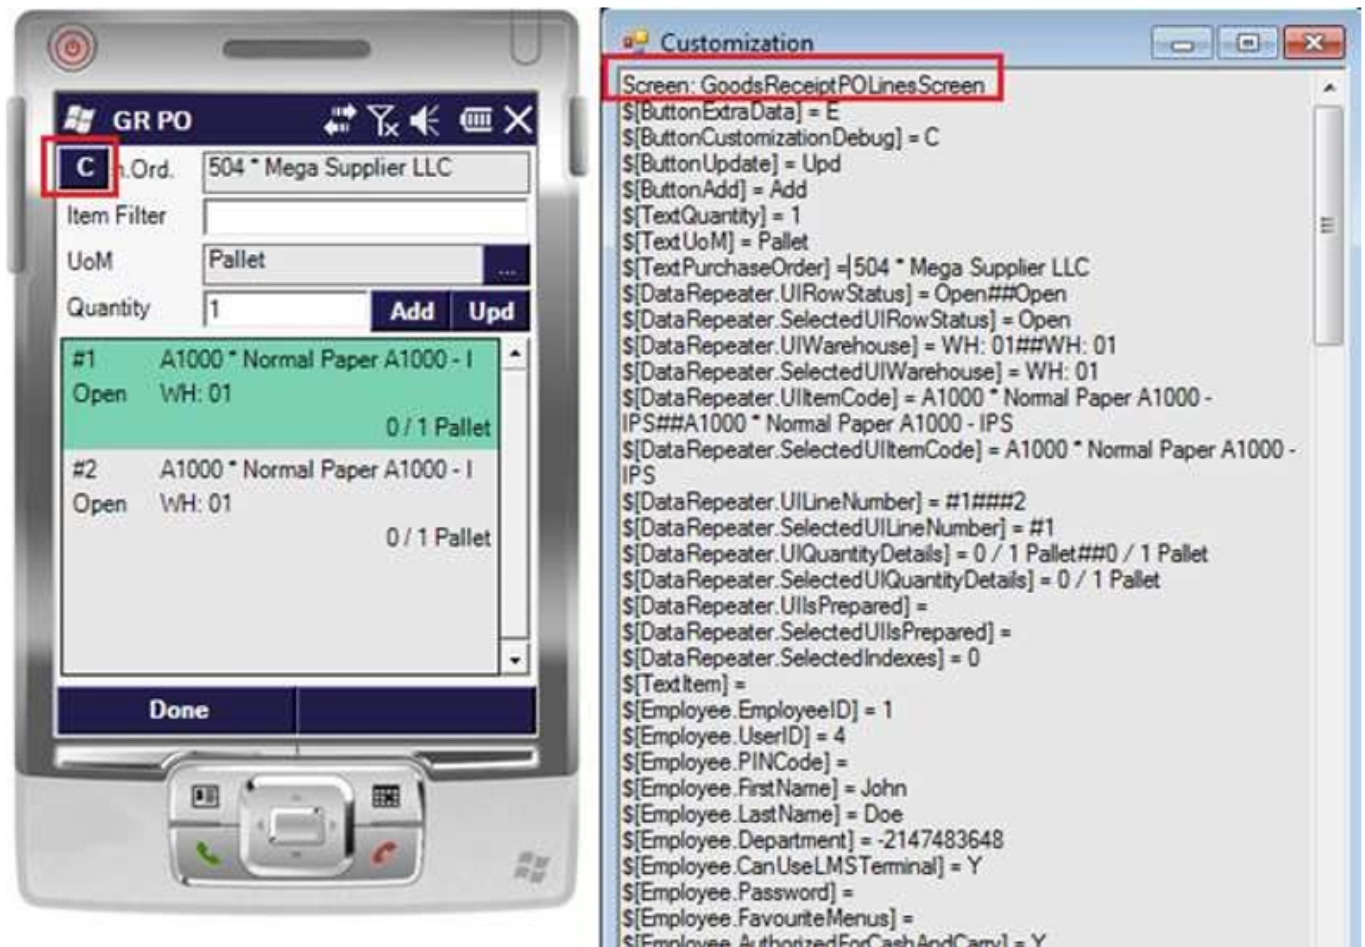 GR PO
C n.Ord. 504 * Mega Supplier LLC
Item Filter
UoM Pallet ...
Quantity 1 Add Upd
#1 A1000 * Normal Paper A1000 - I
Open WH: 01
0 / 1 Pallet
#2 A1000 * Normal Paper A1000 - I
Open WH: 01
0 / 1 Pallet
Done
Customization
Screen: GoodsReceiptPOLinesScreen
$[ButtonExtraData] = E
$[ButtonCustomizationDebug] = C
$[ButtonUpdate] = Upd
$[ButtonAdd] = Add
$[TextQuantity] = 1
$[TextUoM] = Pallet
$[TextPurchaseOrder] = 504 * Mega Supplier LLC
$[DataRepeater.UIRowStatus] = Open##Open
$[DataRepeater.SelectedUIRowStatus] = Open
$[DataRepeater.UIWarehouse] = WH: 01##WH: 01
$[DataRepeater.SelectedUIWarehouse] = WH: 01
$[DataRepeater.UIItemCode] = A1000 * Normal Paper A1000 -
IPS##A1000 * Normal Paper A1000 - IPS
$[DataRepeater.SelectedUIItemCode] = A1000 * Normal Paper A1000 -
IPS
$[DataRepeater.UILineNumber] = #1###2
$[DataRepeater.SelectedUILineNumber] = #1
$[DataRepeater.UIQuantityDetails] = 0 / 1 Pallet##0 / 1 Pallet
$[DataRepeater.SelectedUIQuantityDetails] = 0 / 1 Pallet
$[DataRepeater.UIIsPrepared] =
$[DataRepeater.SelectedUIIsPrepared] =
$[DataRepeater.SelectedIndexes] = 0
$[TextItem] =
$[Employee.EmployeeID] = 1
$[Employee.UserID] = 4
$[Employee.PINCode] =
$[Employee.FirstName] = John
$[Employee.LastName] = Doe
$[Employee.Department] = -2147483648
$[Employee.CanUseLMSTerminal] = Y
$[Employee.Password] =
$[Employee.FavouriteMenus] =
$[Employee.AuthorizedForCashAndCarry] = Y